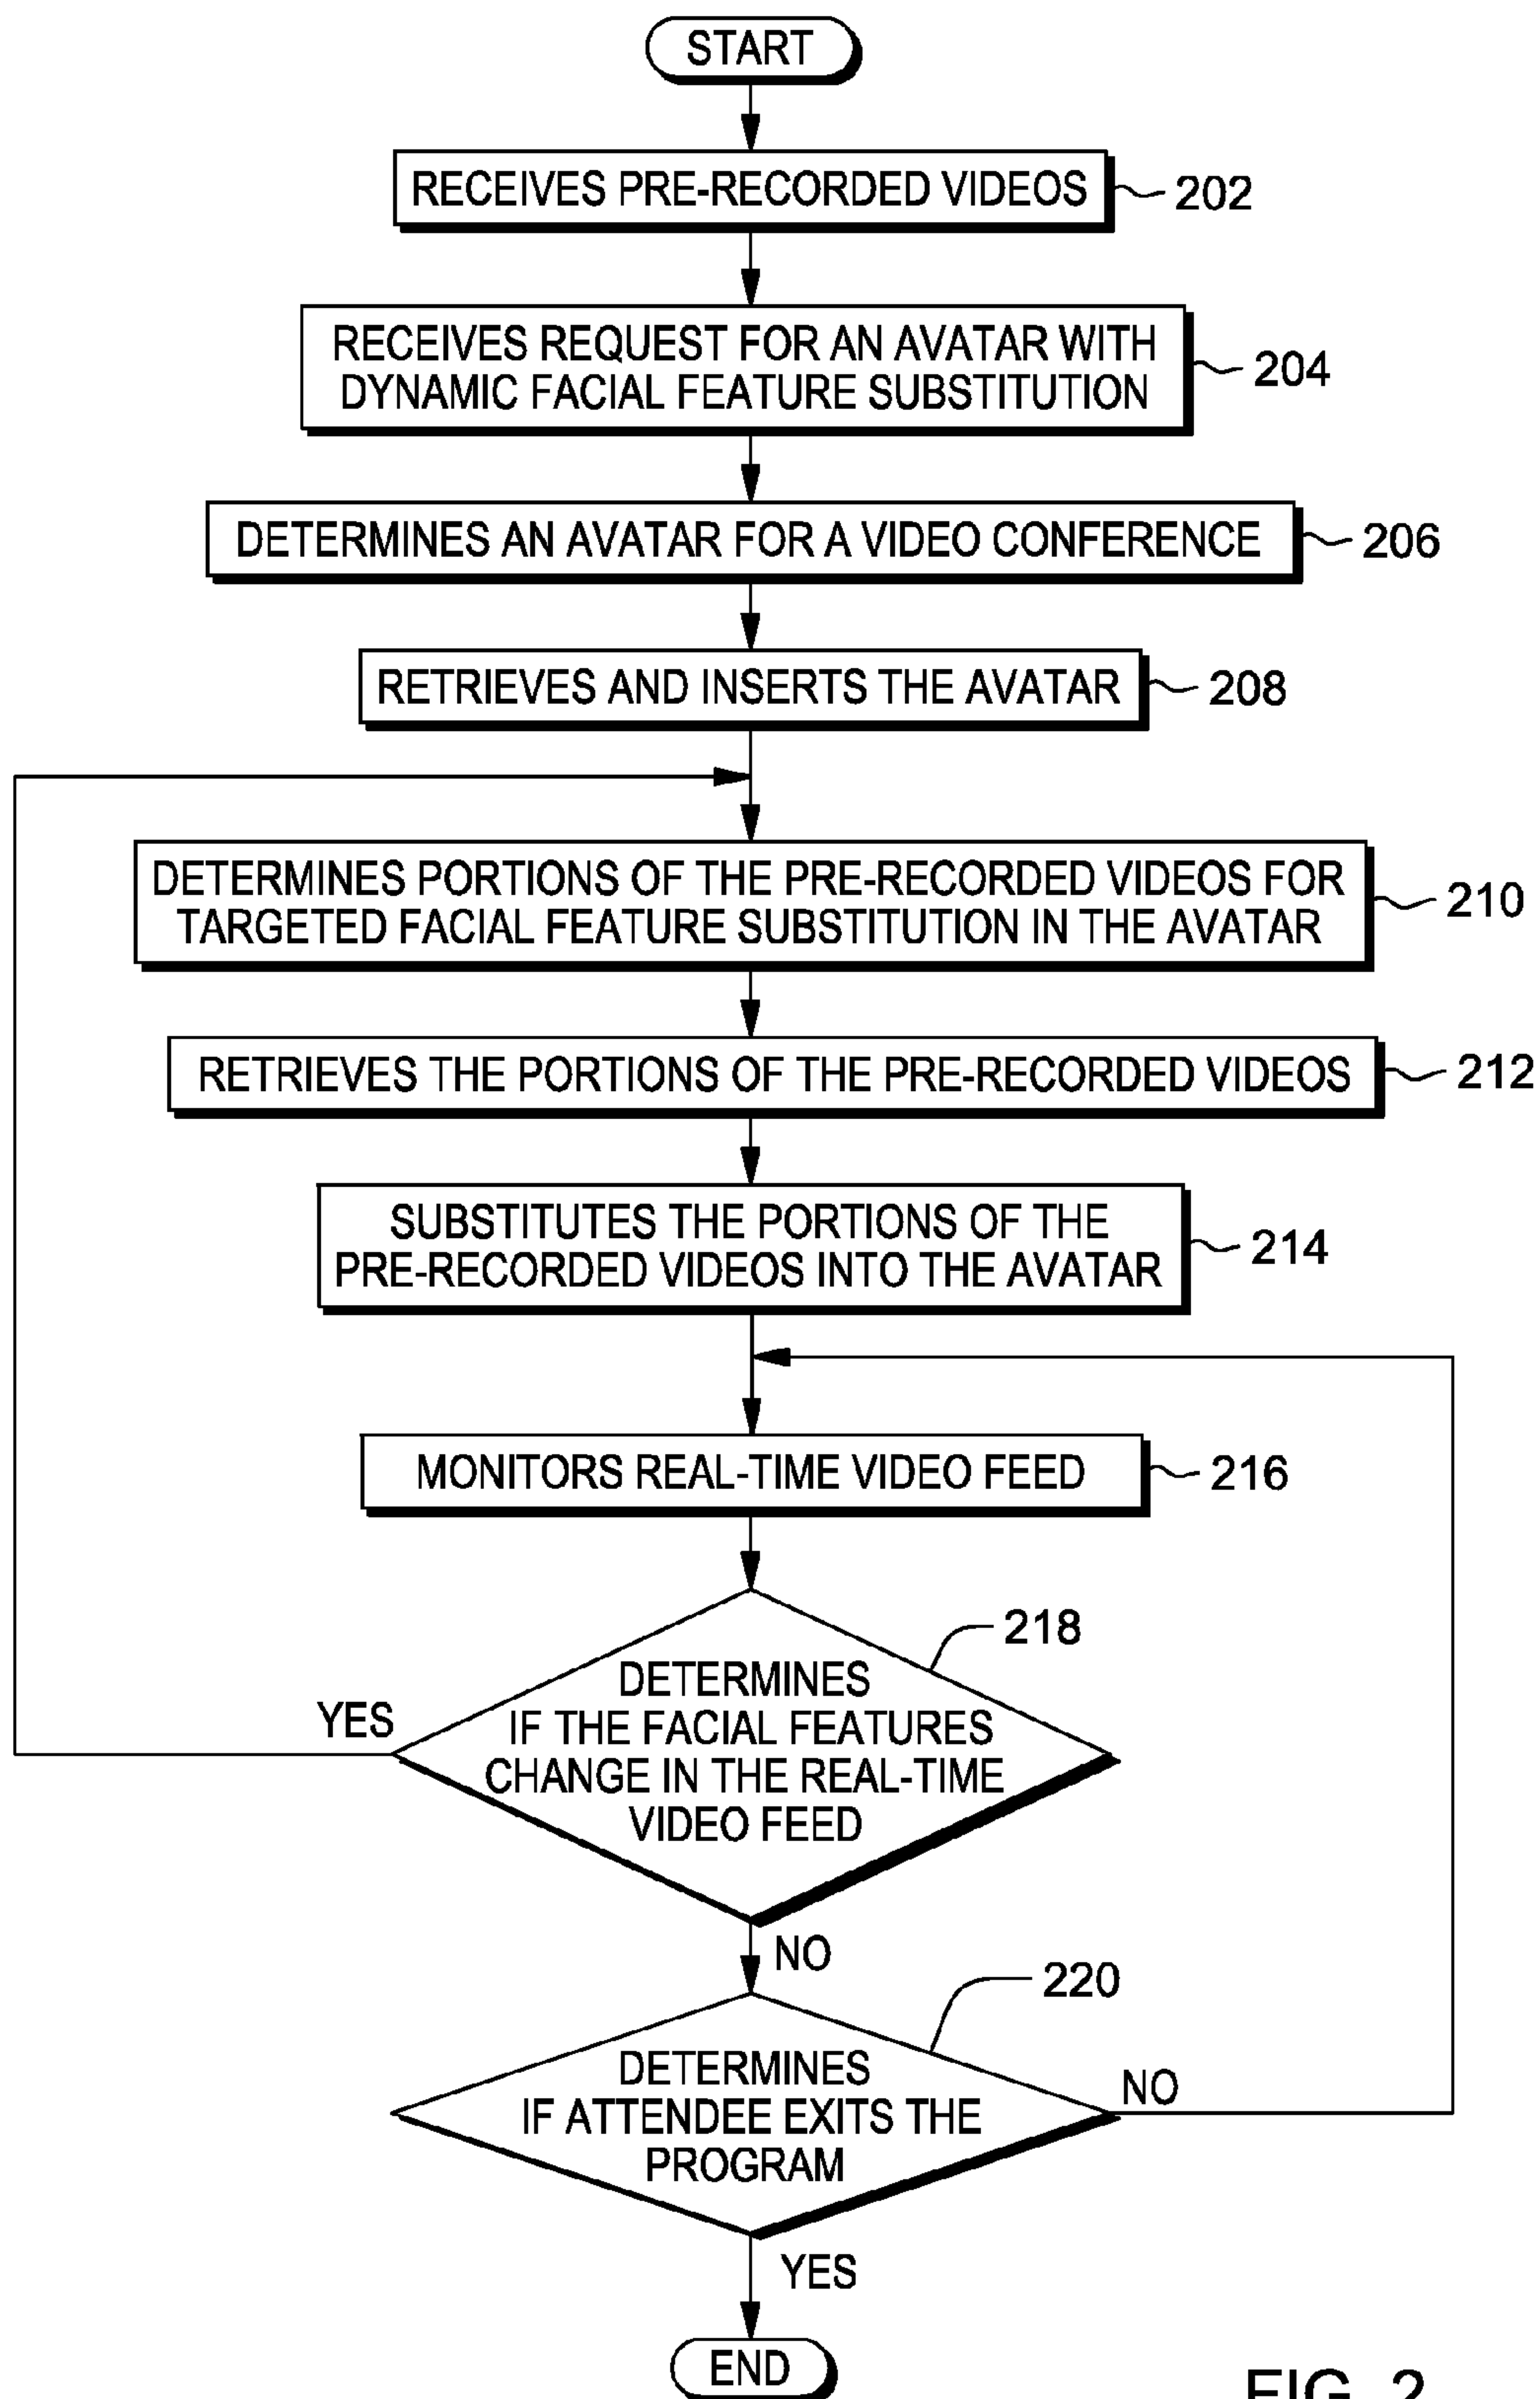 START
RECEIVES PRE-RECORDED VIDEOS
202
RECEIVES REQUEST FOR AN AVATAR WITH
DYNAMIC FACIAL FEATURE SUBSTITUTION
204
DETERMINES AN AVATAR FOR A VIDEO CONFERENCE
206
RETRIEVES AND INSERTS THE AVATAR
208
DETERMINES PORTIONS OF THE PRE-RECORDED VIDEOS FOR
TARGETED FACIAL FEATURE SUBSTITUTION IN THE AVATAR
210
RETRIEVES THE PORTIONS OF THE PRE-RECORDED VIDEOS
212
SUBSTITUTES THE PORTIONS OF THE
PRE-RECORDED VIDEOS INTO THE AVATAR
214
MONITORS REAL-TIME VIDEO FEED
216
218
DETERMINES
IF THE FACIAL FEATURES
CHANGE IN THE REAL-TIME
VIDEO FEED
YES
NO
220
DETERMINES
IF ATTENDEE EXITS THE
PROGRAM
NO
YES
END
FIG. 2